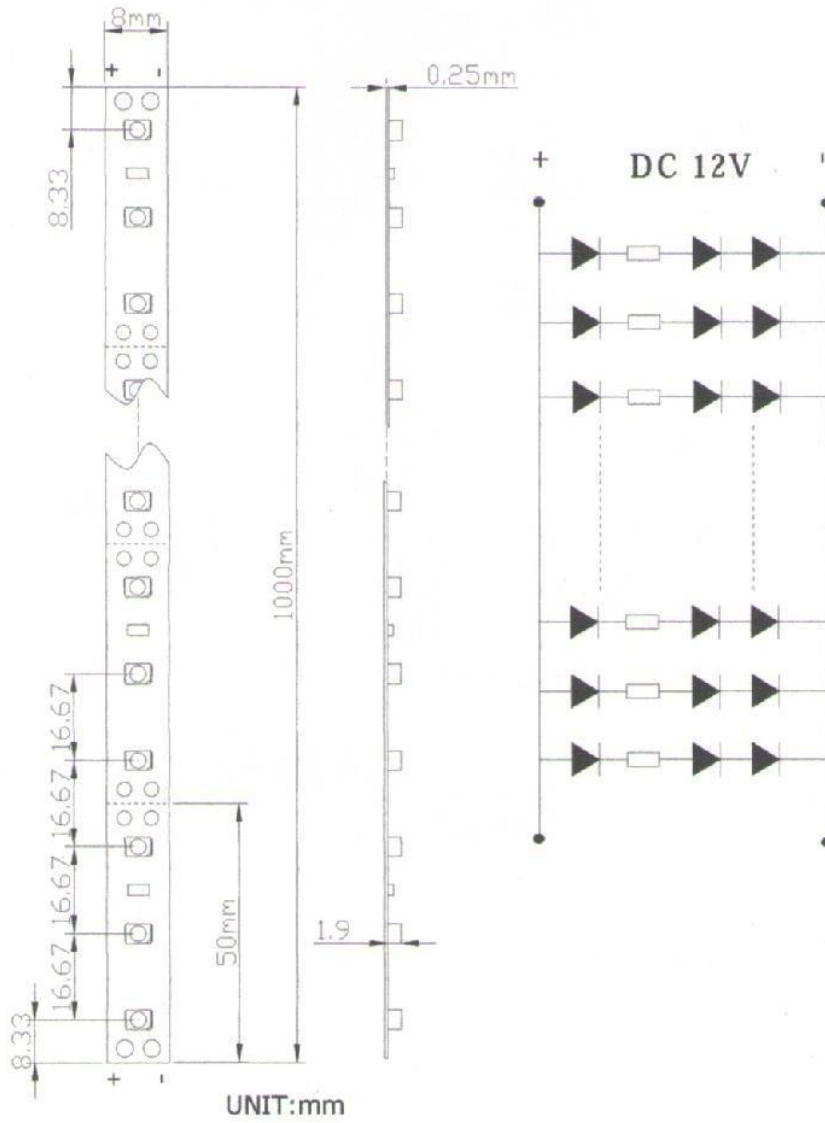 8mm
+ -
0.25mm
8.33
+ DC 12V -
1000mm
16.67
16.67
16.67
16.67
50mm
1.9
8.33
+ -
UNIT:mm